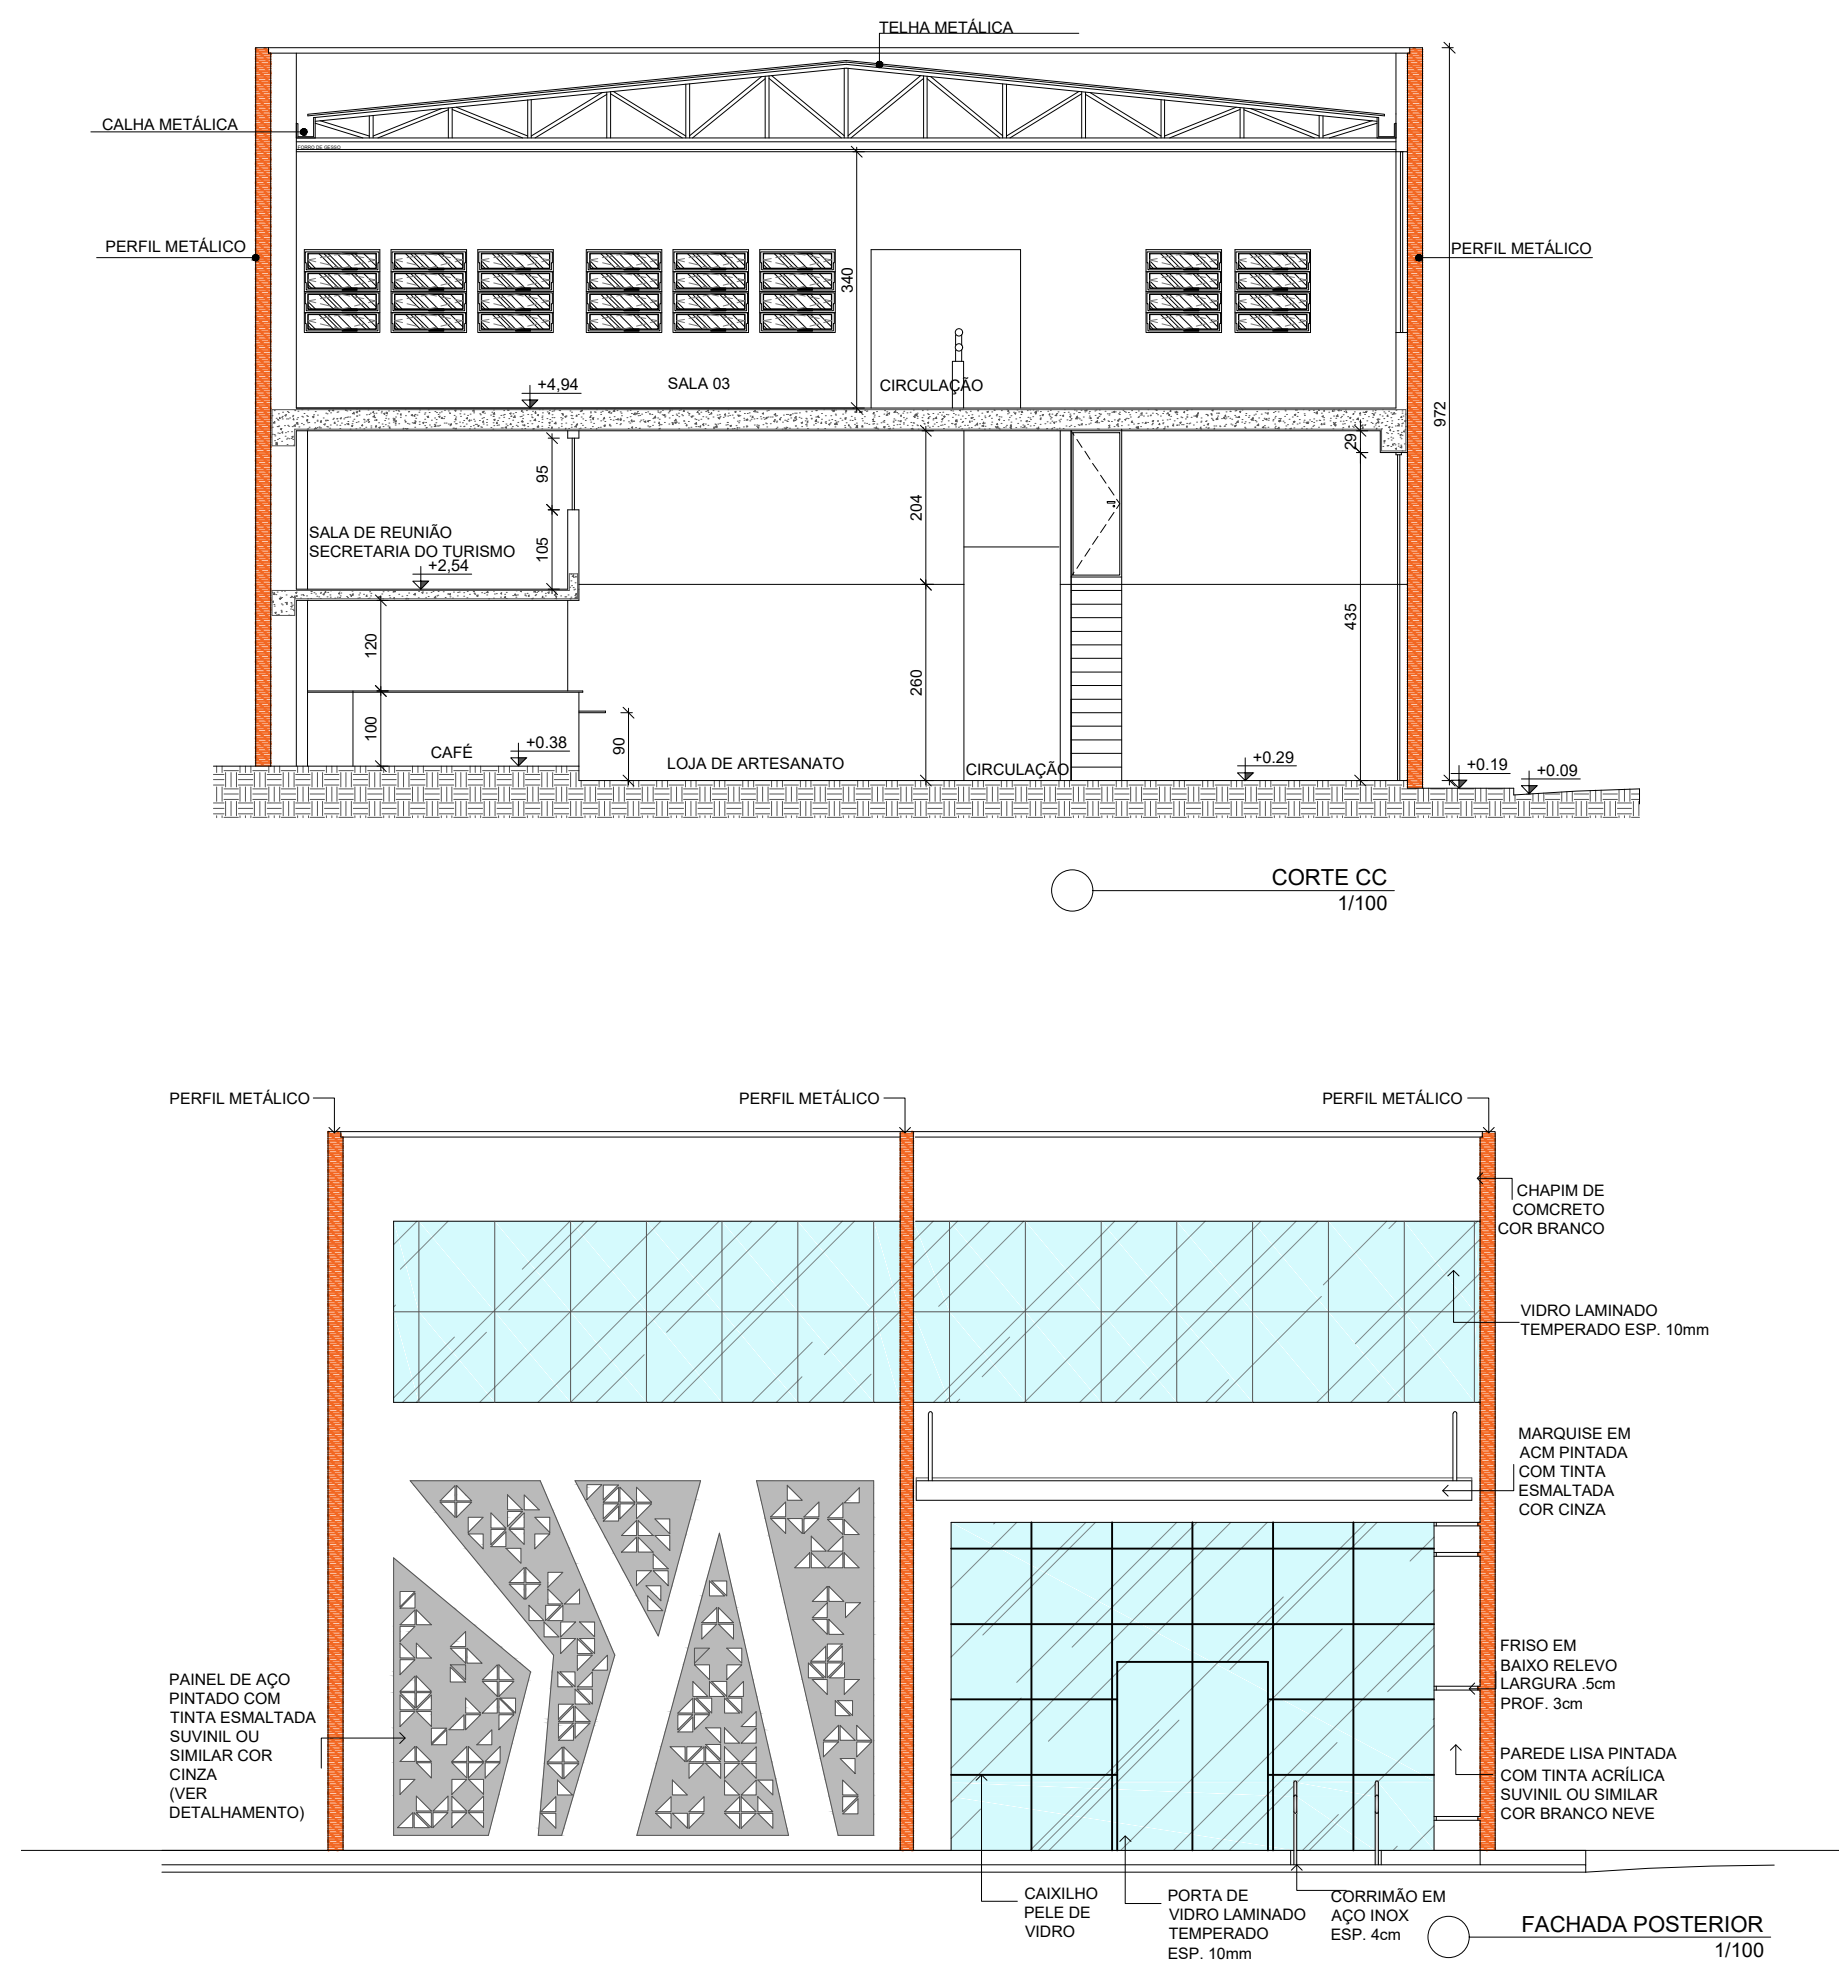 TELHA METÁLICA
CALHA METÁLICA
FORRO DE GESSO
PERFIL METÁLICO
PERFIL METÁLICO
340
+4,94
SALA 03
CIRCULAÇÃO
972
29
95
204
SALA DE REUNIÃO
SECRETARIA DO TURISMO
105
+2,54
435
120
260
100
90
CAFÉ
+0.38
LOJA DE ARTESANATO
CIRCULAÇÃO
+0.29
+0.19
+0.09
CORTE CC
1/100
PERFIL METÁLICO
PERFIL METÁLICO
PERFIL METÁLICO
CHAPIM DE
COMCRETO
COR BRANCO
VIDRO LAMINADO
TEMPERADO ESP. 10mm
MARQUISE EM
ACM PINTADA
COM TINTA
ESMALTADA
COR CINZA
FRISO EM
BAIXO RELEVO
LARGURA .5cm
PROF. 3cm
PAINEL DE AÇO
PINTADO COM
TINTA ESMALTADA
SUVINIL OU
SIMILAR COR
CINZA
(VER
DETALHAMENTO)
PAREDE LISA PINTADA
COM TINTA ACRÍLICA
SUVINIL OU SIMILAR
COR BRANCO NEVE
CAIXILHO
PELE DE
VIDRO
PORTA DE
VIDRO LAMINADO
TEMPERADO
ESP. 10mm
CORRIMÃO EM
AÇO INOX
ESP. 4cm
FACHADA POSTERIOR
1/100